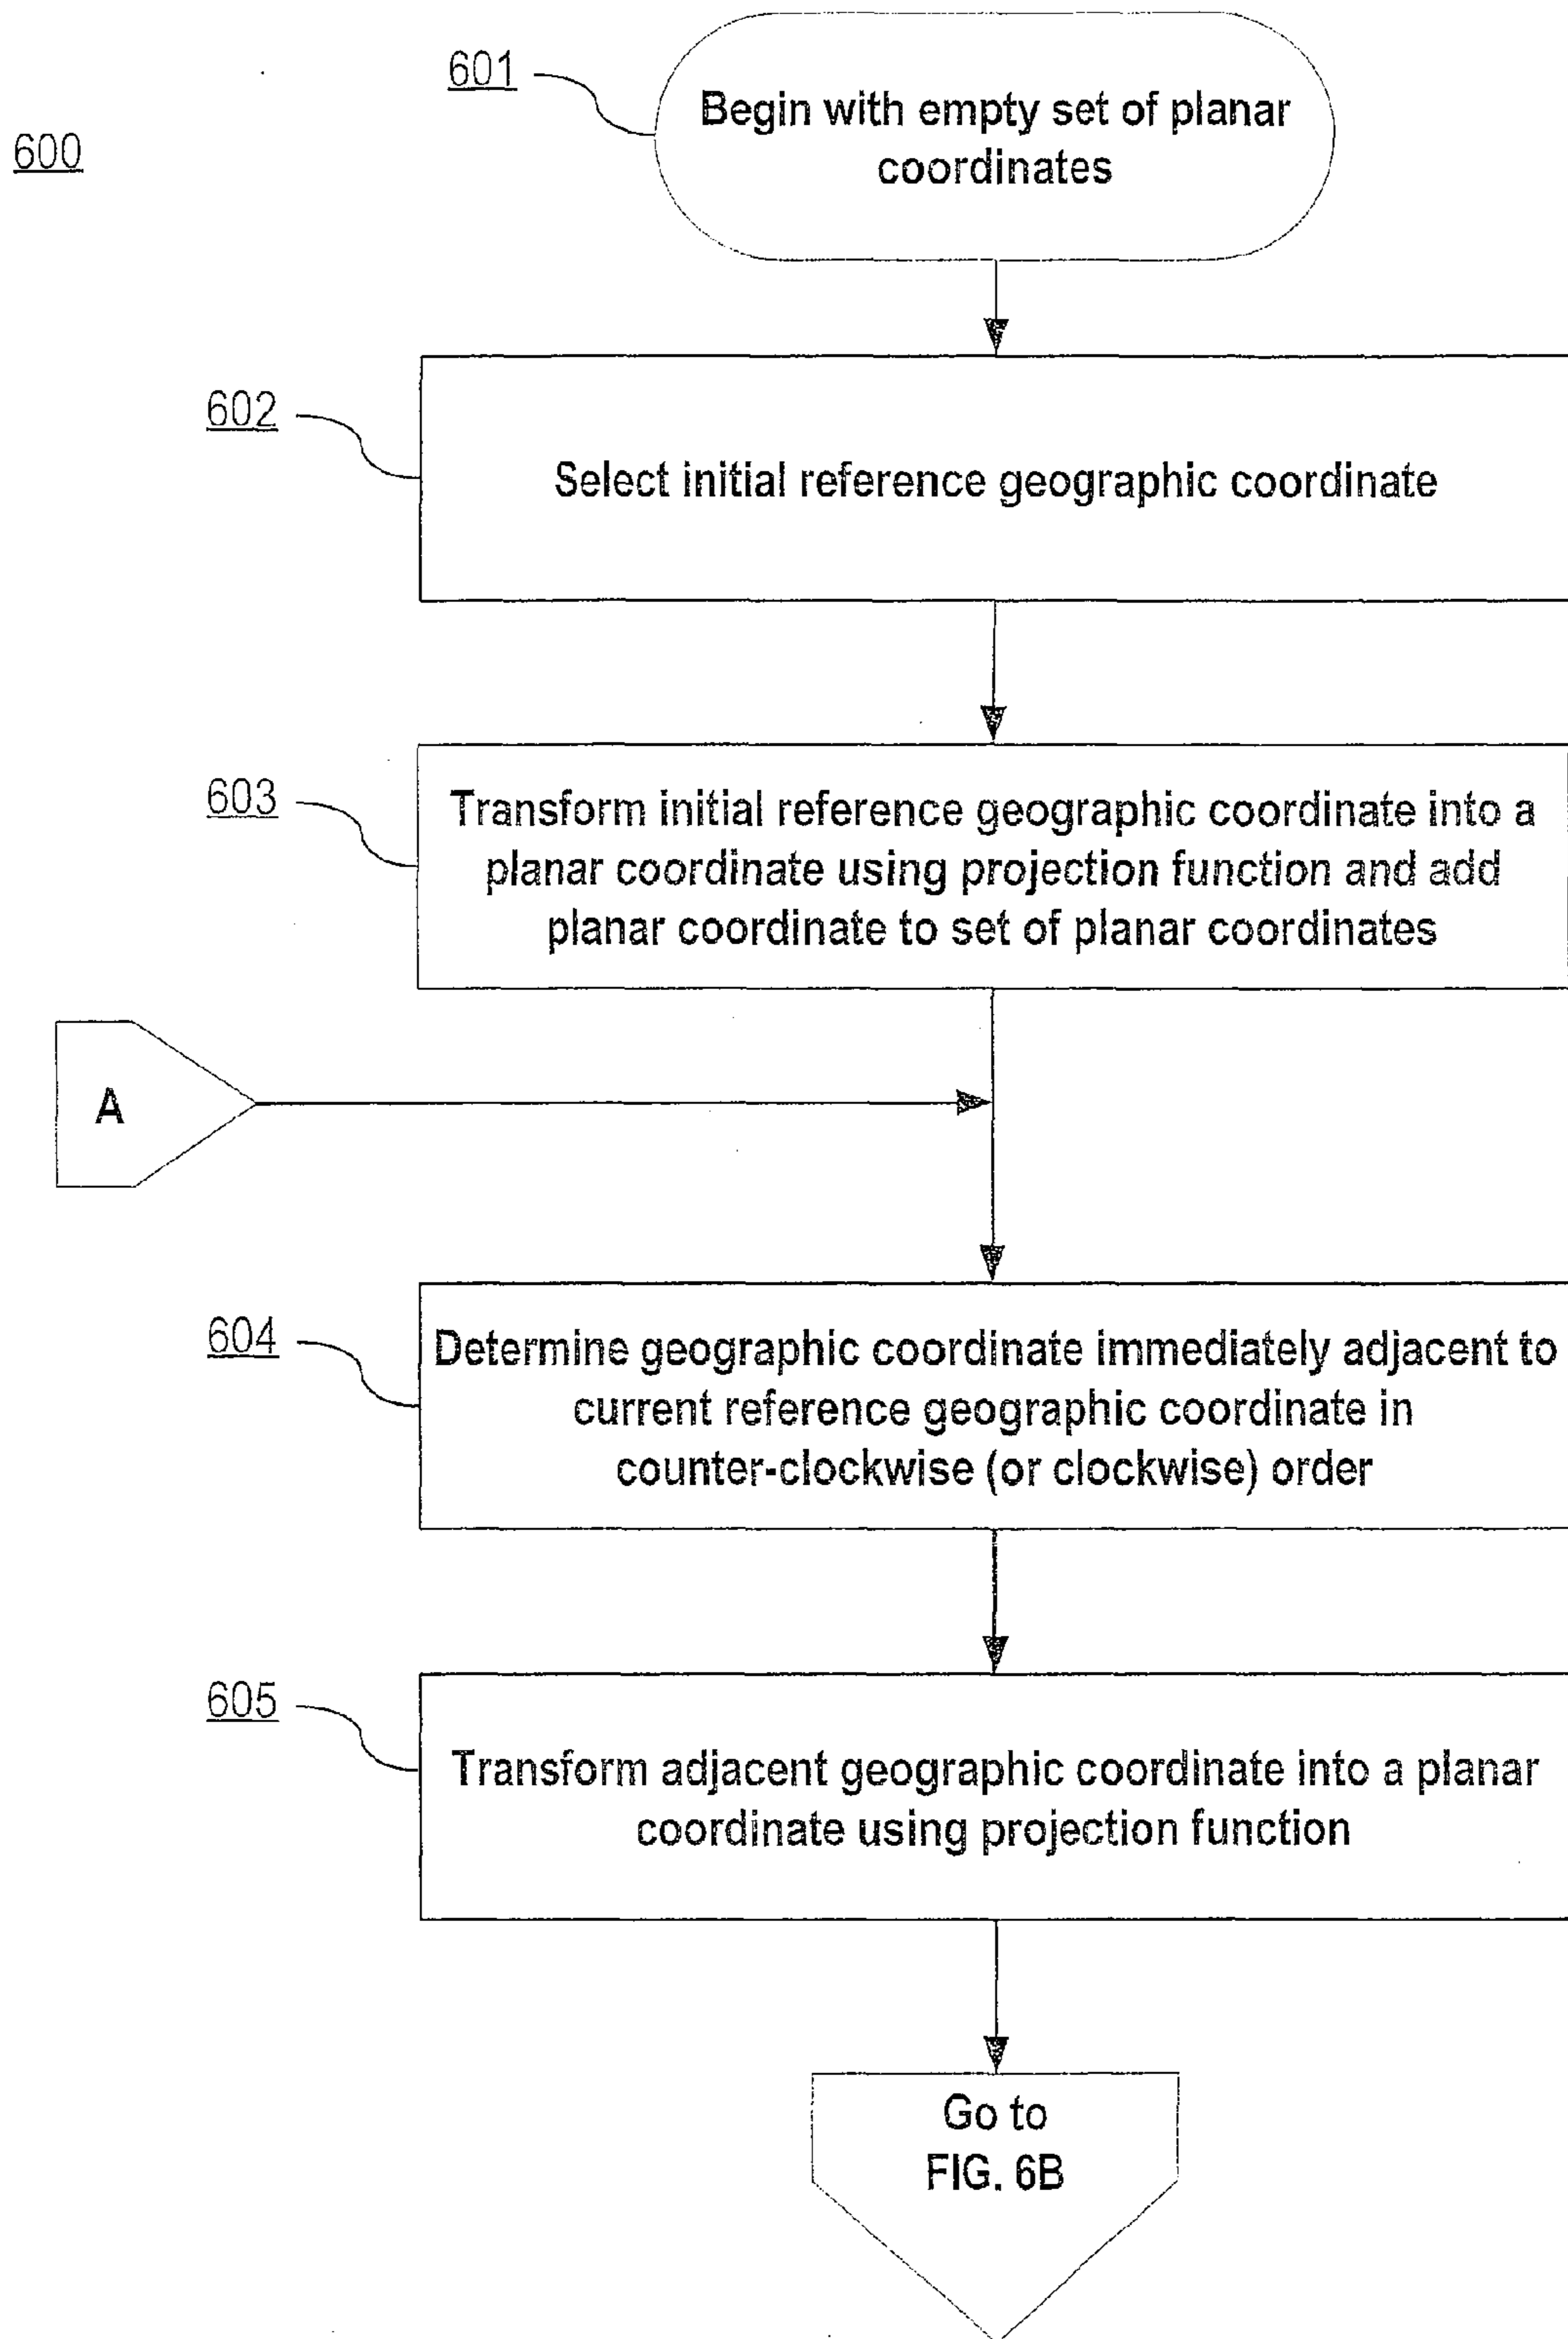 601
Begin with empty set of planar
coordinates
600
602
Select initial reference geographic coordinate
603
Transform initial reference geographic coordinate into a
planar coordinate using projection function and add
planar coordinate to set of planar coordinates
A
604
Determine geographic coordinate immediately adjacent to
current reference geographic coordinate in
counter-clockwise (or clockwise) order
605
Transform adjacent geographic coordinate into a planar
coordinate using projection function
Go to
FIG. 6B